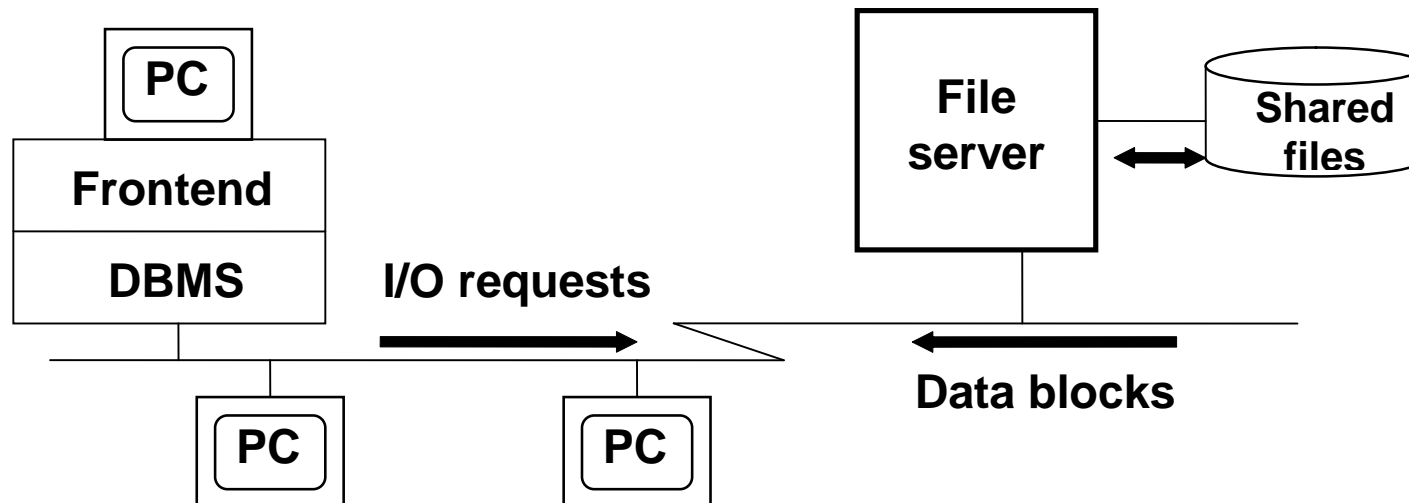 PC
Frontend
DBMS
I/O requests
PC
PC
File
server
Shared
files
Data blocks